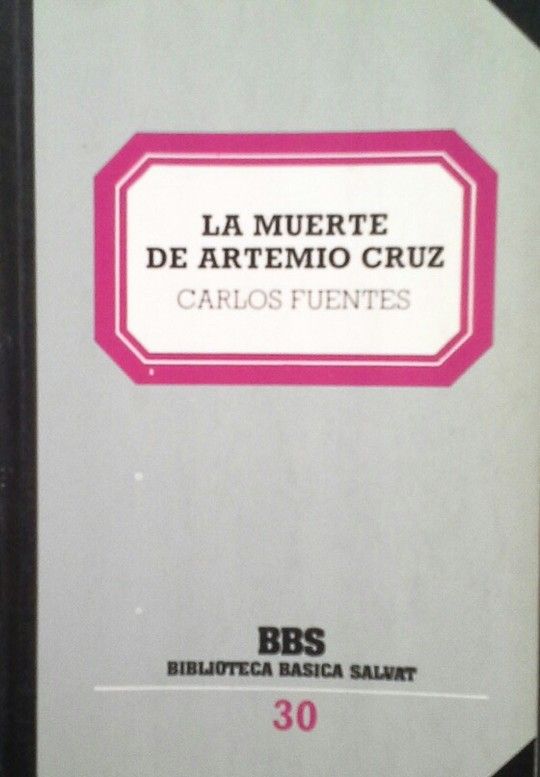 LA MUERTE
DE ARTEMIO CRUZ
CARLOS FUENTES
BBS
BIBLIOTECA BASICA SALVAT
30